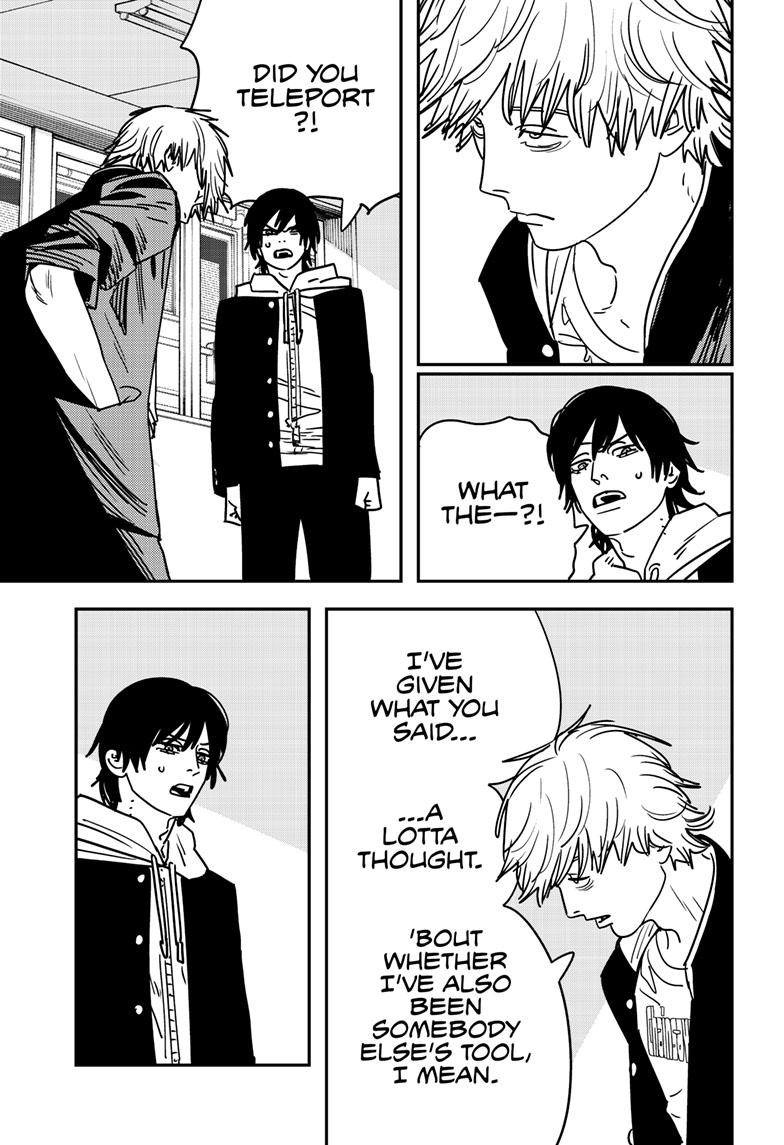 WHAT
THE—?!
DID YOU
TELEPORT
?!
I'VE
GIVEN
WHAT YOU
SAID...
...A
LOTTA
THOUGHT.
'BOUT
WHETHER
I'VE ALSO
BEEN
SOMEBODY
ELSE'S TOOL,
I MEAN.